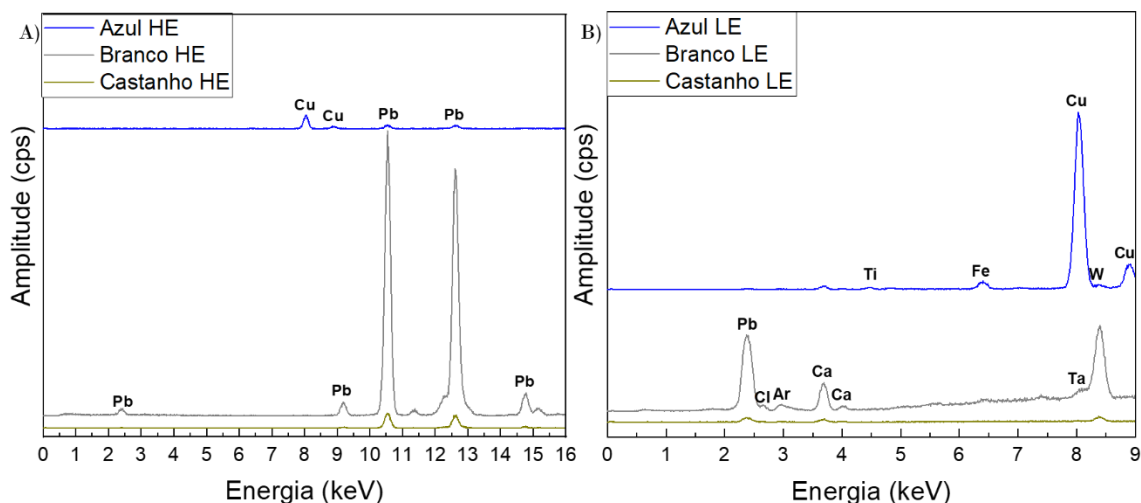 A)
Azul HE
Branco HE
Castanho HE
Cu
Cu
Pb
Pb
Pb
Pb
Pb
Amplitude (cps)
0 1 2 3 4 5 6 7 8 9 10 11 12 13 14 15 16
Energia (keV)
B)
Azul LE
Branco LE
Castanho LE
Cu
Ti
Fe
W
Cu
Pb
Cl
Ar
Ca
Ca
Ta
Amplitude (cps)
0 1 2 3 4 5 6 7 8 9
Energia (keV)